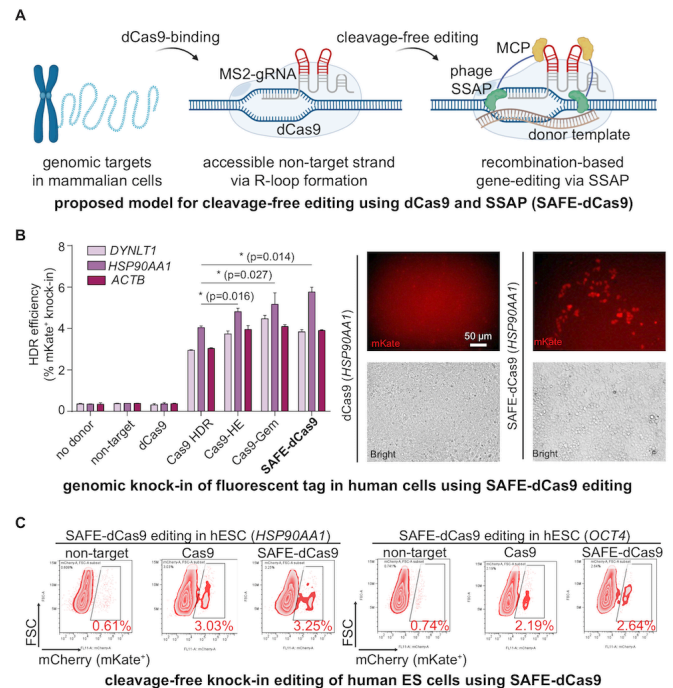 A
dCas9-binding
cleavage-free editing
MCP
MS2-gRNA
phage
SSAP
dCas9
donor template
genomic targets
in mammalian cells
accessible non-target strand
via R-loop formation
recombination-based
gene-editing via SSAP
proposed model for cleavage-free editing using dCas9 and SSAP (SAFE-dCas9)
B
HDR efficiency
(% mKate⁺ knock-in)
8
6
4
2
0
DYNLT1
HSP90AA1
ACTB
* (p=0.014)
* (p=0.027)
* (p=0.016)
no donor
non-target
dCas9
Cas9 HDR
Cas9-HE
Cas9-Gem
SAFE-dCas9
dCas9 (HSP90AA1)
mKate
50 µm
Bright
SAFE-dCas9 (HSP90AA1)
mKate
Bright
genomic knock-in of fluorescent tag in human cells using SAFE-dCas9 editing
C
SAFE-dCas9 editing in hESC (HSP90AA1)
non-target
Cas9
SAFE-dCas9
0.61%
3.03%
3.25%
FSC
mCherry (mKate⁺)
SAFE-dCas9 editing in hESC (OCT4)
non-target
Cas9
SAFE-dCas9
0.74%
2.19%
2.64%
FSC
mCherry (mKate⁺)
cleavage-free knock-in editing of human ES cells using SAFE-dCas9